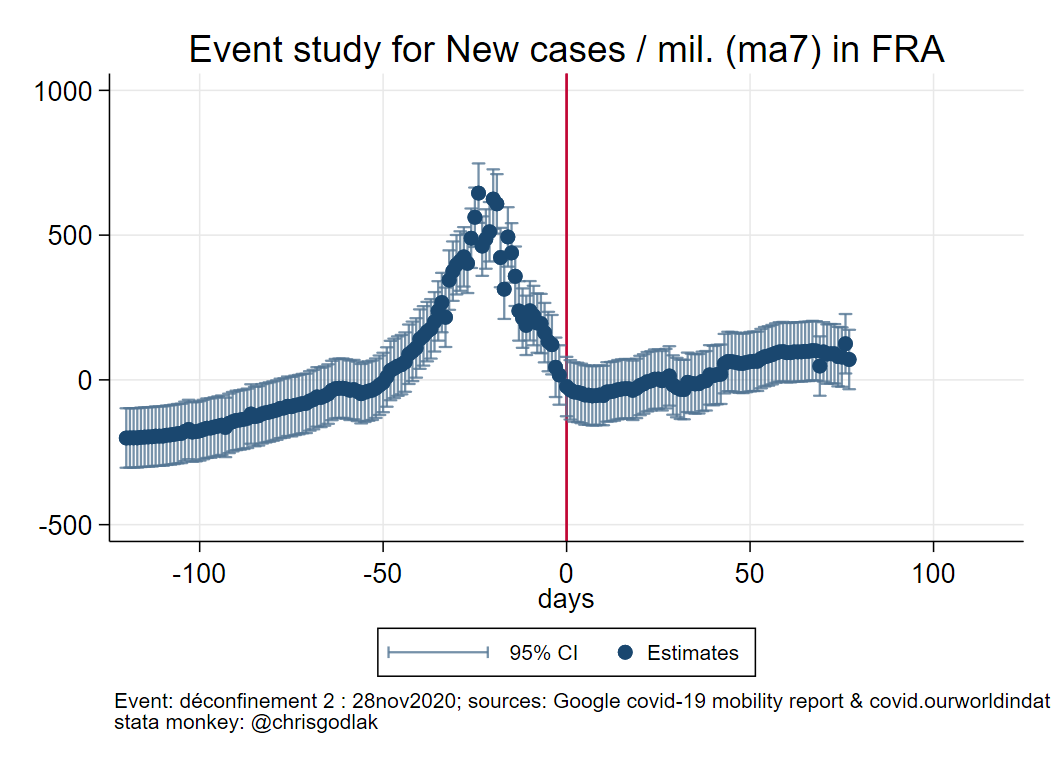 Event study for New cases / mil. (ma7) in FRA
1000
500
0
-500
-100
-50
0
50
100
days
95% CI
Estimates
Event: déconfinement 2 : 28nov2020; sources: Google covid-19 mobility report & covid.ourworldindat
stata monkey: @chrisgodlak